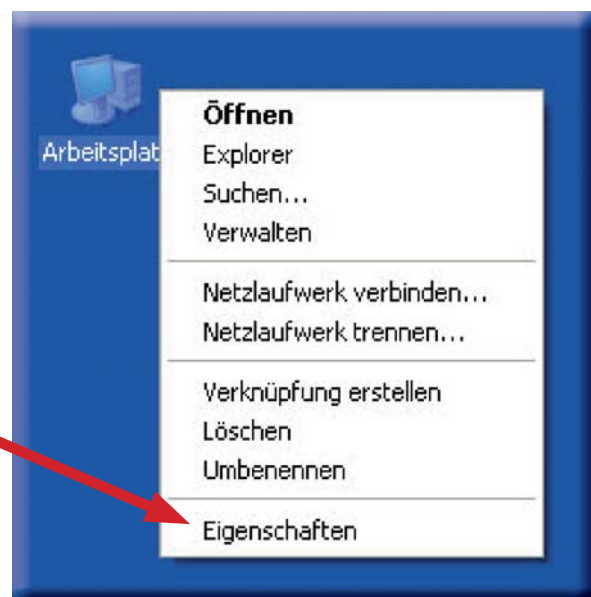 Arbeitsplat
Öffnen
Explorer
Suchen...
Verwalten
Netzlaufwerk verbinden...
Netzlaufwerk trennen...
Verknüpfung erstellen
Löschen
Umbenennen
Eigenschaften